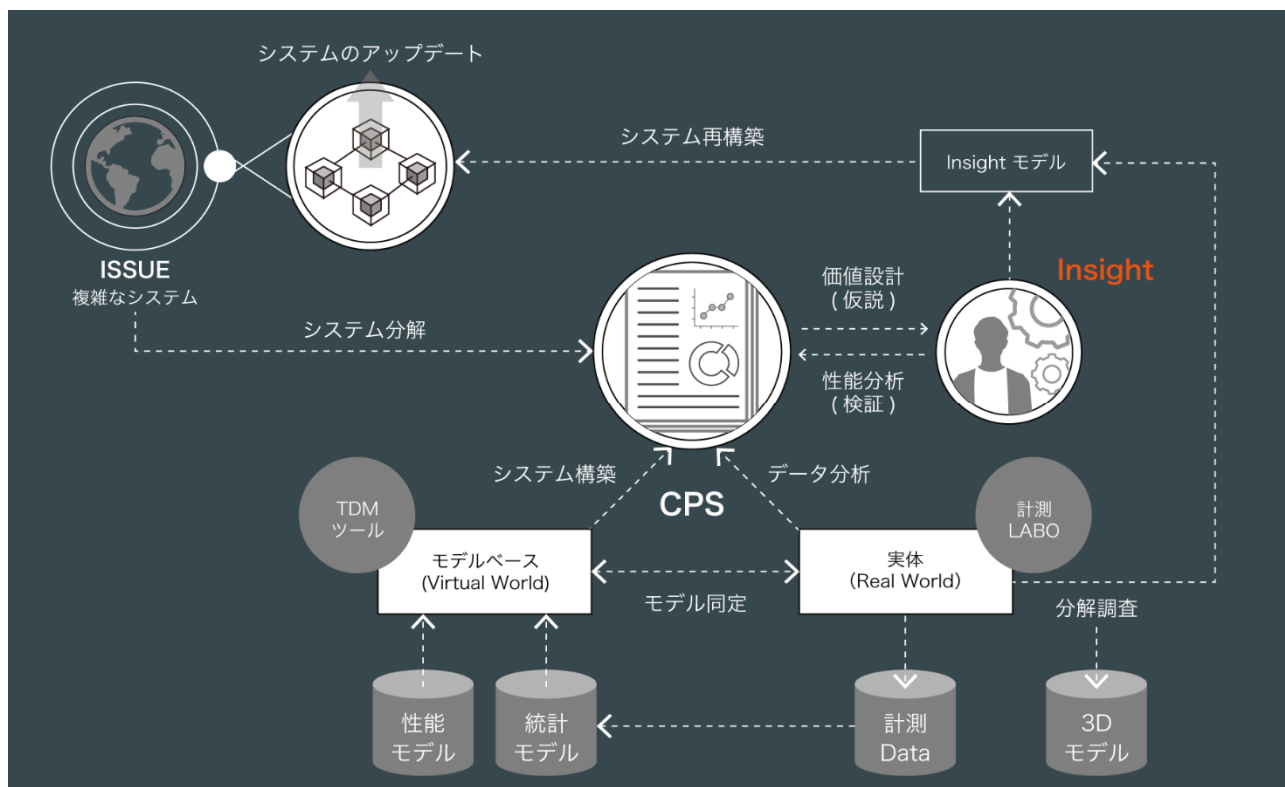 システムのアップデート
システム再構築
Insight モデル
ISSUE
複雑なシステム
Insight
価値設計
( 仮説 )
システム分解
性能分析
( 検証 )
システム構築
データ分析
CPS
TDM
ツール
計測
LABO
モデルベース
(Virtual World)
実体
（Real World）
モデル同定
分解調査
性能
モデル
統計
モデル
計測
Data
3D
モデル